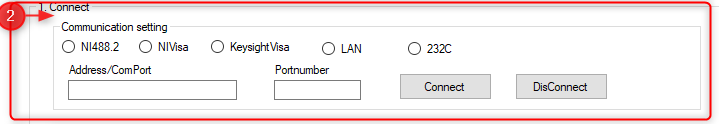 2
1. Connect
Communication setting
NI488.2 NIVisa KeysightVisa LAN 232C
Address/ComPort Portnumber
Connect DisConnect